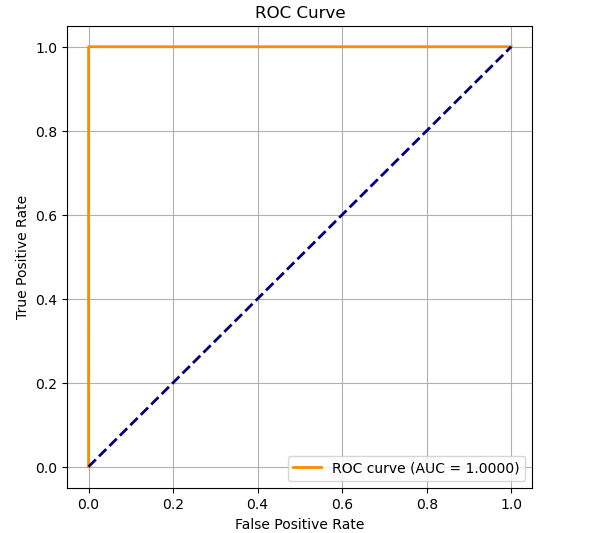 ROC Curve
True Positive Rate
1.0
0.8
0.6
0.4
0.2
0.0
ROC curve (AUC = 1.0000)
0.0 0.2 0.4 0.6 0.8 1.0
False Positive Rate